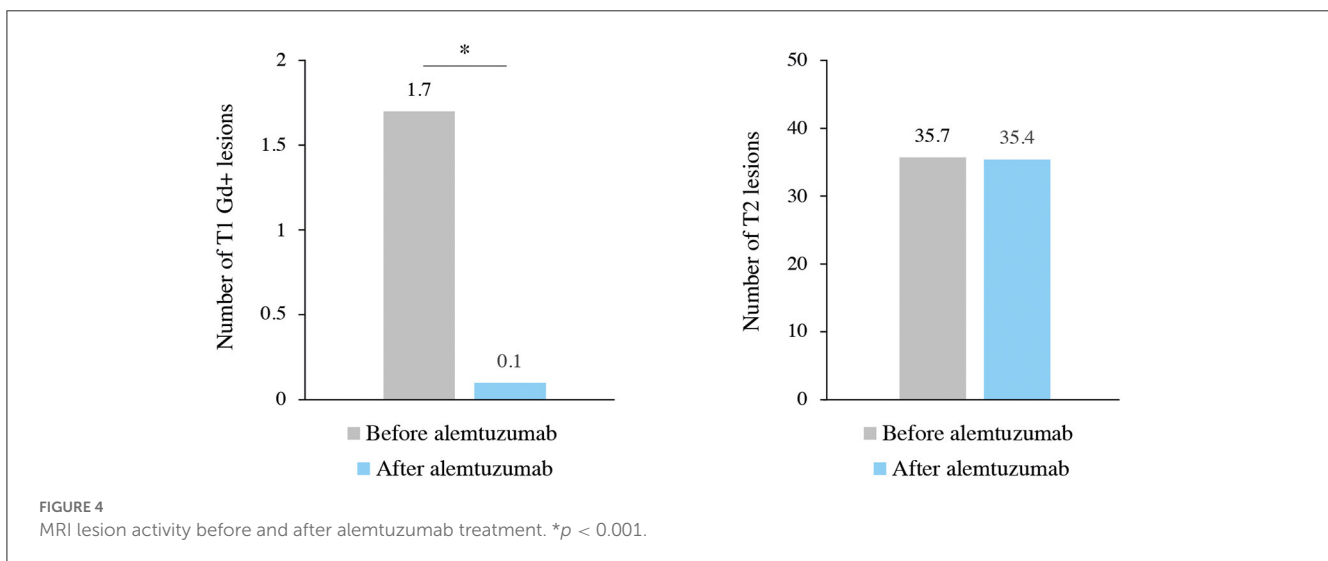 Number of T1 Gd+ lesions
2
1.5
1
0.5
0
*
1.7
0.1
Before alemtuzumab
After alemtuzumab
Number of T2 lesions
50
40
30
20
10
0
35.7
35.4
Before alemtuzumab
After alemtuzumab
FIGURE 4
MRI lesion activity before and after alemtuzumab treatment. *p < 0.001.